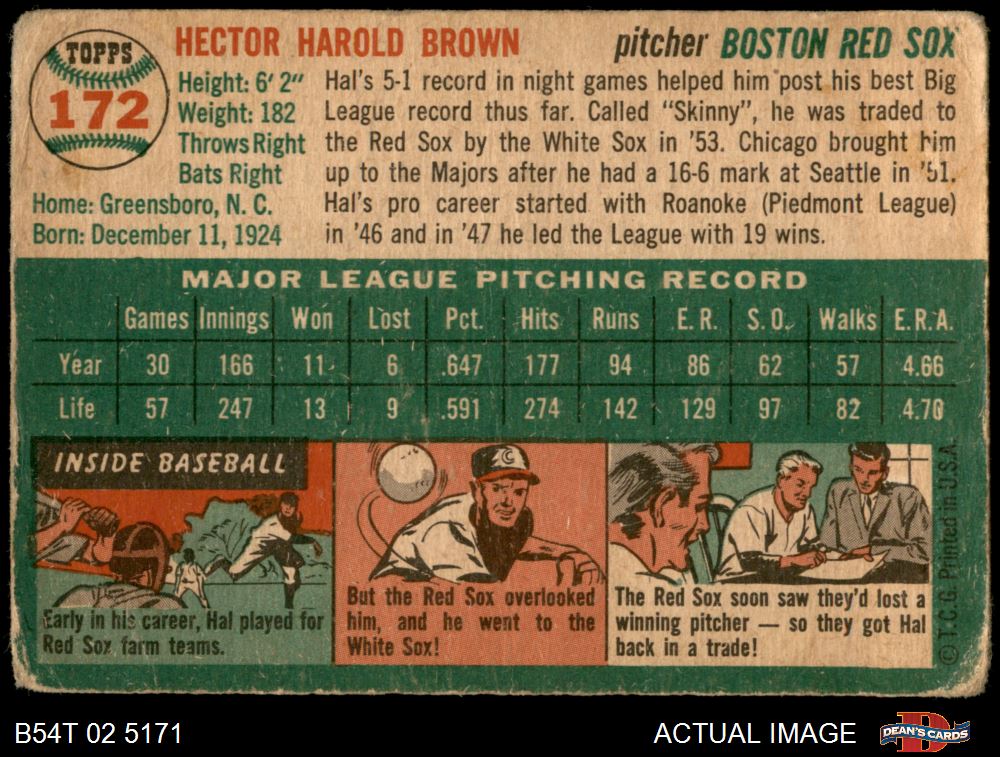 TOPPS
172
HECTOR HAROLD BROWN
pitcher BOSTON RED SOX
Height: 6' 2"
Weight: 182
Throws Right
Bats Right
Home: Greensboro, N. C.
Born: December 11, 1924
Hal's 5-1 record in night games helped him post his best Big
League record thus far. Called "Skinny", he was traded to
the Red Sox by the White Sox in '53. Chicago brought him
up to the Majors after he had a 16-6 mark at Seattle in '51.
Hal's pro career started with Roanoke (Piedmont League)
in '46 and in '47 he led the League with 19 wins.
MAJOR LEAGUE PITCHING RECORD
Games Innings Won Lost Pct. Hits Runs E. R. S. O. Walks E.R.A.
Year 30 166 11 6 .647 177 94 86 62 57 4.66
Life 57 247 13 9 .591 274 142 129 97 82 4.70
INSIDE BASEBALL
C
Early in his career, Hal played for
Red Sox farm teams.
But the Red Sox overlooked
him, and he went to the
White Sox!
The Red Sox soon saw they'd lost a
winning pitcher — so they got Hal
back in a trade!
© T.C.G. Printed in U.S.A.
B54T 02 5171
ACTUAL IMAGE
DEAN'S CARDS